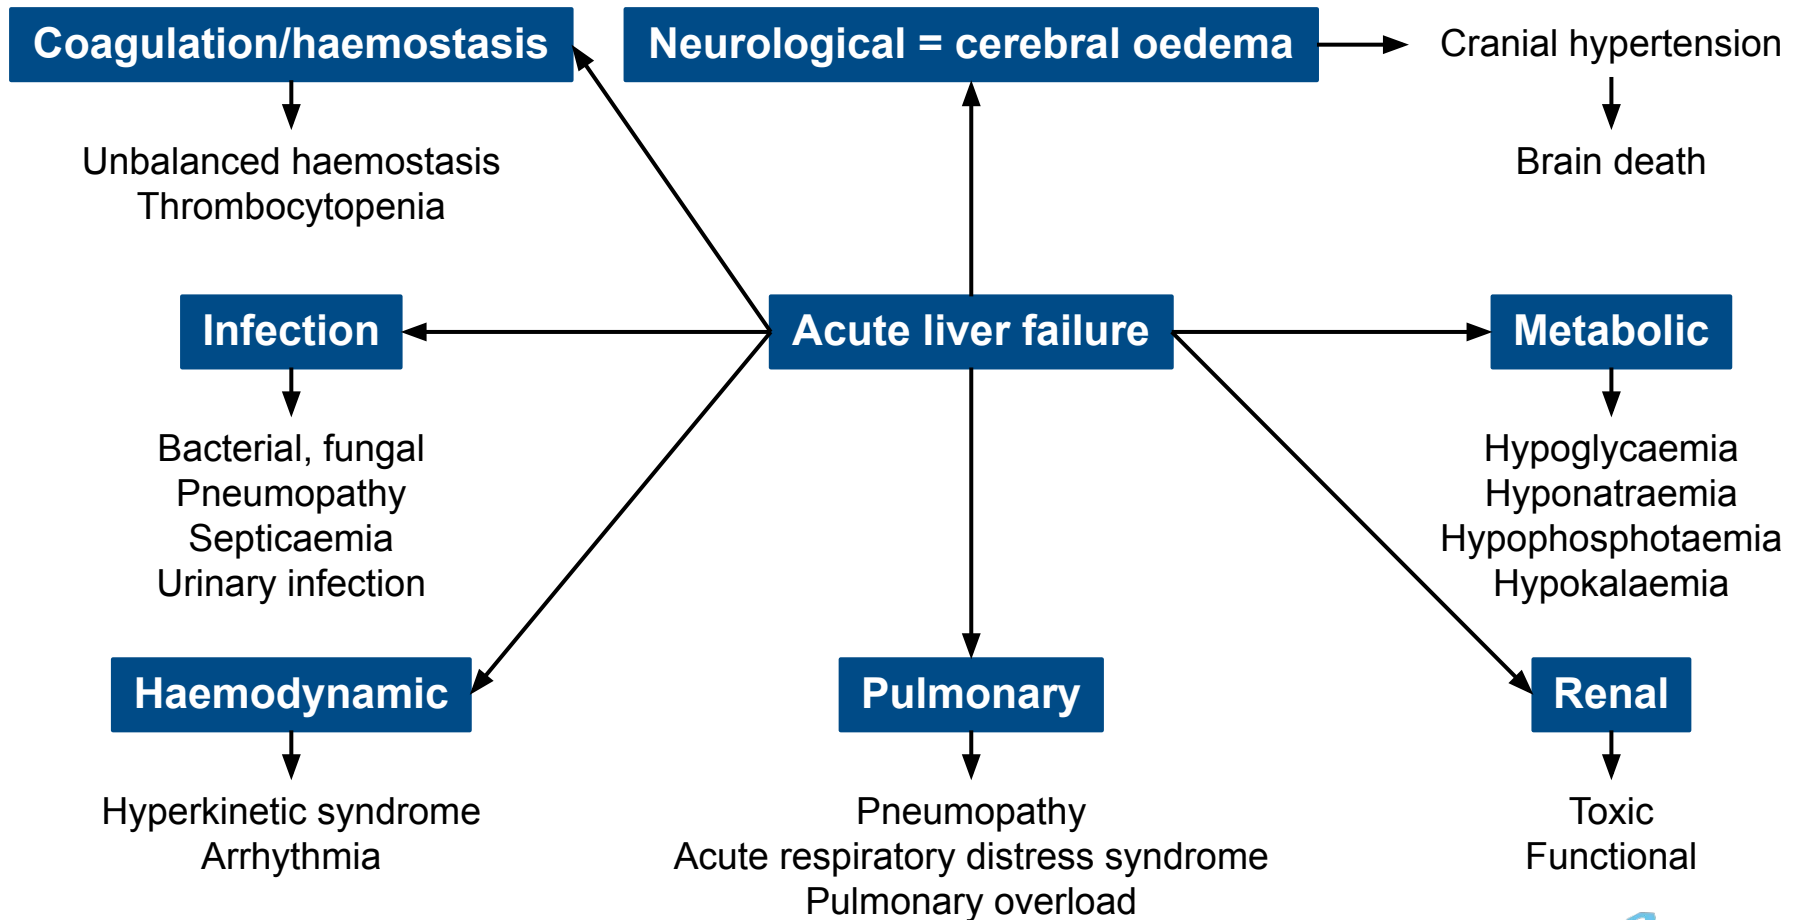 Coagulation/haemostasis
Unbalanced haemostasis
Thrombocytopenia
Neurological = cerebral oedema
Cranial hypertension
Brain death
Infection
Bacterial, fungal
Pneumopathy
Septicaemia
Urinary infection
Acute liver failure
Metabolic
Hypoglycaemia
Hyponatraemia
Hypophosphotaemia
Hypokalaemia
Haemodynamic
Hyperkinetic syndrome
Arrhythmia
Pulmonary
Pneumopathy
Acute respiratory distress syndrome
Pulmonary overload
Renal
Toxic
Functional